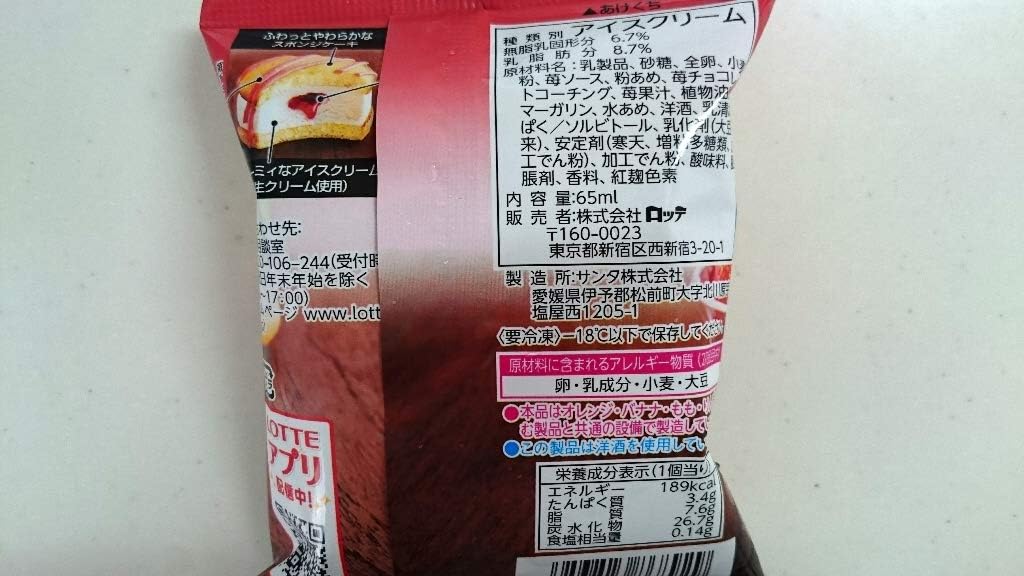 ▲あけくち
ふわっとやわらかな
スポンジケーキ
ミィなアイスクリーム
生クリーム使用)
わせ先:
談室
0-106-244(受付時
日年末年始を除く
-17:00)
ページ www.lott
LOTTE
アプリ
配信中!
種類別 アイスクリーム
無脂乳固形分 6.7%
乳脂肪分 8.7%
原材料名:乳製品、砂糖、全卵、小
粉、苺ソース、粉あめ、苺チョコレ
トコーチング、苺果汁、植物油
マーガリン、水あめ、洋酒、乳清
ぱく/ソルビトール、乳化剤(大豆
来)、安定剤(寒天、増粘多糖類、
工でん粉)、加工でん粉、酸味料、
脹剤、香料、紅麹色素
内容量:65ml
販売者:株式会社ロッテ
〒160-0023
東京都新宿区西新宿3-20-1
製造所:サンタ株式会社
愛媛県伊予郡松前町大字北川原
塩屋西1205-1
〈要冷凍〉-18℃以下で保存してください
原材料に含まれるアレルギー物質
卵・乳成分・小麦・大豆
●本品はオレンジ・バナナ・もも・
む製品と共通の設備で製造して
●この製品は洋酒を使用してい
栄養成分表示(1個当り)
エネルギー 189kcal
たんぱく質 3.4g
脂質 7.6g
炭水化物 26.7g
食塩相当量 0.14g